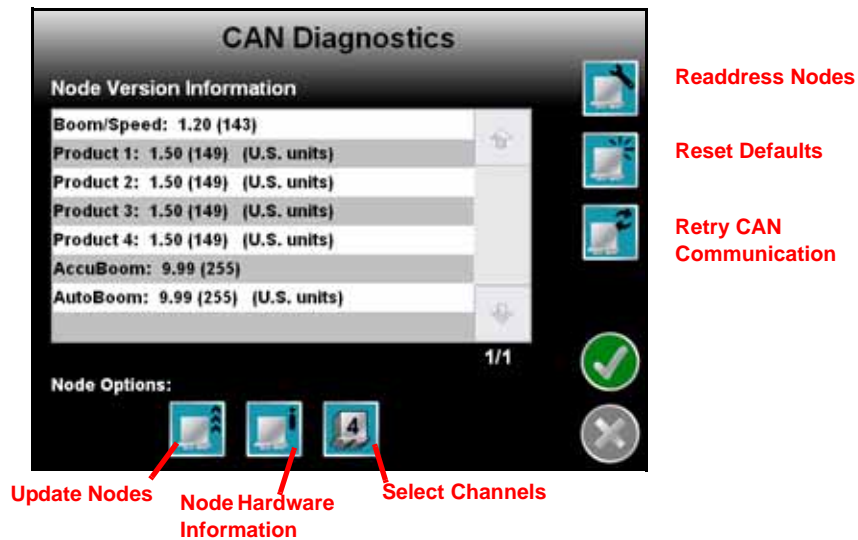 CAN Diagnostics
Node Version Information
Boom/Speed: 1.20 (143)
Product 1: 1.50 (149) (U.S. units)
Product 2: 1.50 (149) (U.S. units)
Product 3: 1.50 (149) (U.S. units)
Product 4: 1.50 (149) (U.S. units)
AccuBoom: 9.99 (255)
AutoBoom: 9.99 (255) (U.S. units)
1/1
Node Options:
4
Readdress Nodes
Reset Defaults
Retry CAN
Communication
Update Nodes
Node Hardware
Information
Select Channels